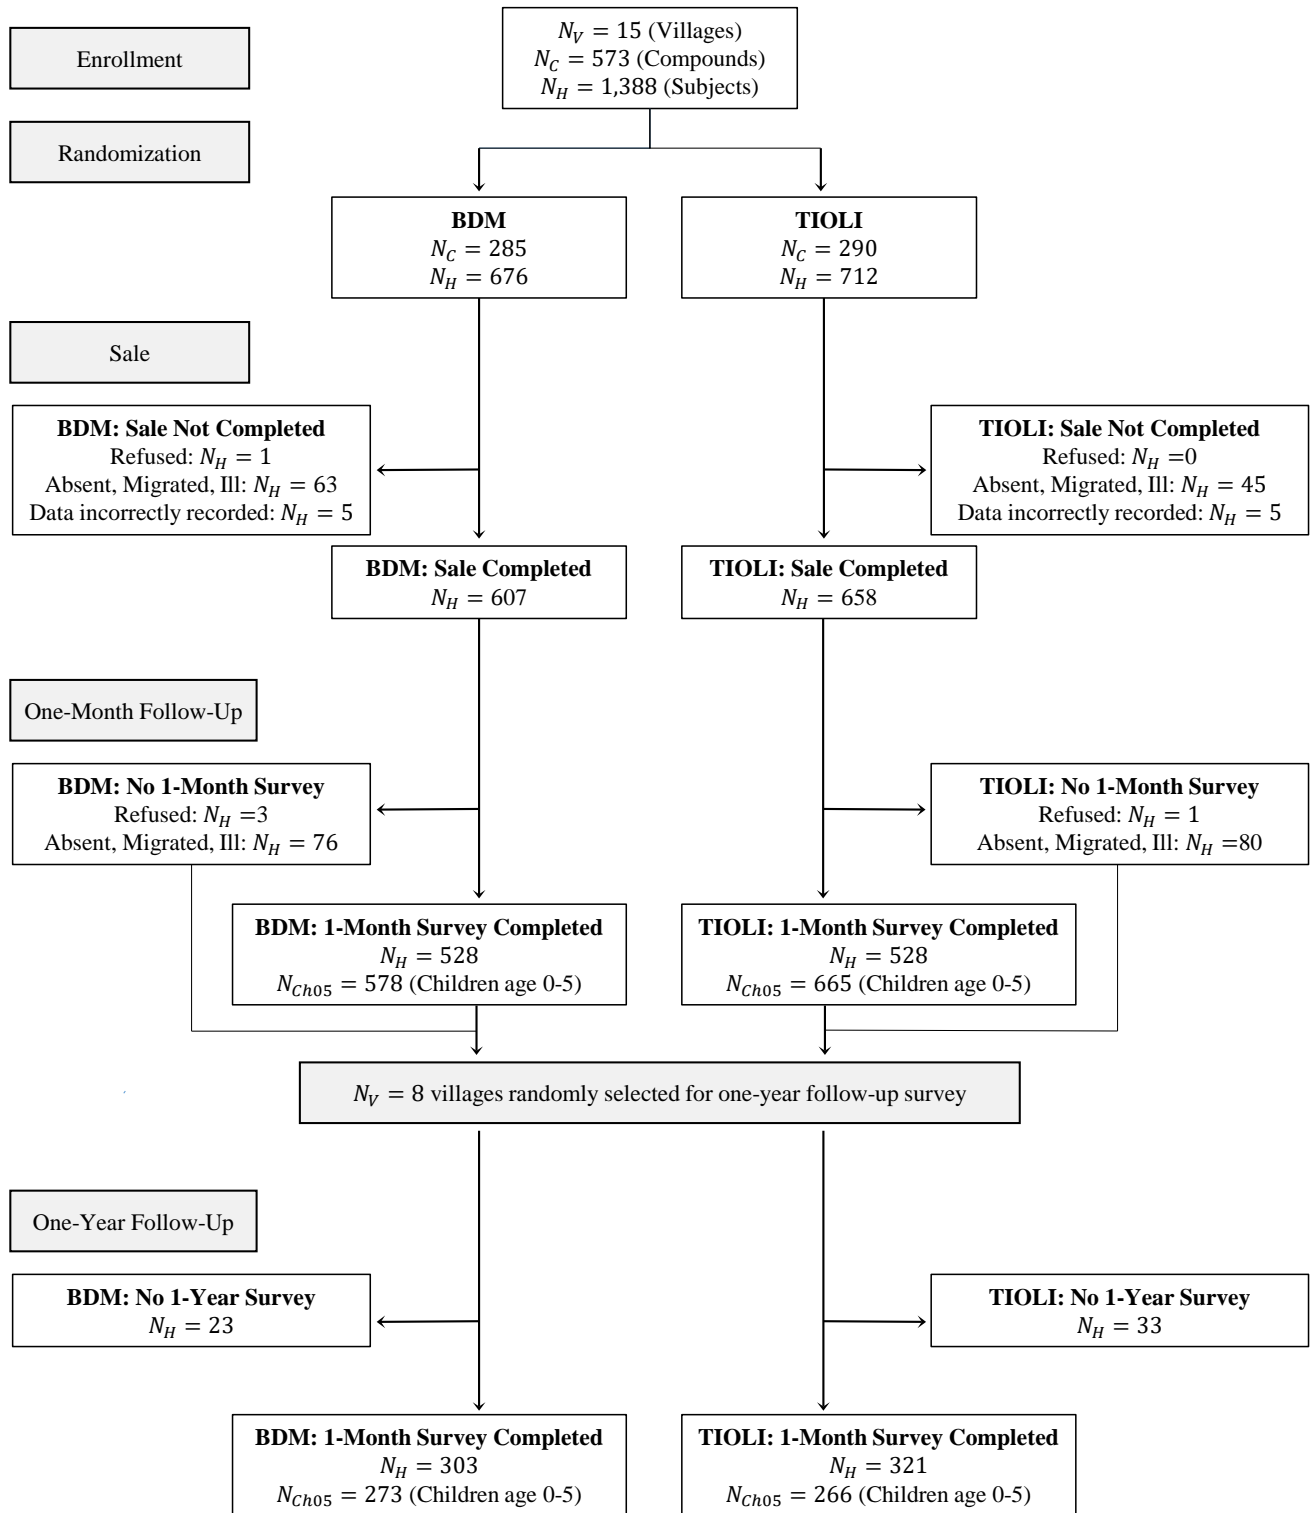 Enrollment
N_V = 15 (Villages)
N_C = 573 (Compounds)
N_H = 1,388 (Subjects)
Randomization
BDM
N_C = 285
N_H = 676
TIOLI
N_C = 290
N_H = 712
Sale
BDM: Sale Not Completed
Refused: N_H = 1
Absent, Migrated, Ill: N_H = 63
Data incorrectly recorded: N_H = 5
TIOLI: Sale Not Completed
Refused: N_H =0
Absent, Migrated, Ill: N_H = 45
Data incorrectly recorded: N_H = 5
BDM: Sale Completed
N_H = 607
TIOLI: Sale Completed
N_H = 658
One-Month Follow-Up
BDM: No 1-Month Survey
Refused: N_H =3
Absent, Migrated, Ill: N_H = 76
TIOLI: No 1-Month Survey
Refused: N_H = 1
Absent, Migrated, Ill: N_H =80
BDM: 1-Month Survey Completed
N_H = 528
N_Ch05 = 578 (Children age 0-5)
TIOLI: 1-Month Survey Completed
N_H = 528
N_Ch05 = 665 (Children age 0-5)
N_V = 8 villages randomly selected for one-year follow-up survey
One-Year Follow-Up
BDM: No 1-Year Survey
N_H = 23
TIOLI: No 1-Year Survey
N_H = 33
BDM: 1-Month Survey Completed
N_H = 303
N_Ch05 = 273 (Children age 0-5)
TIOLI: 1-Month Survey Completed
N_H = 321
N_Ch05 = 266 (Children age 0-5)